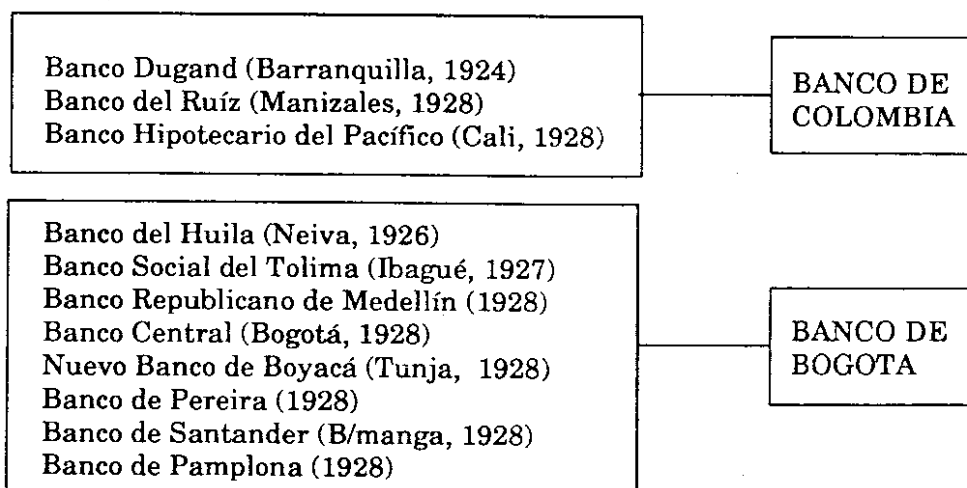 Banco Dugand (Barranquilla, 1924)
Banco del Ruíz (Manizales, 1928)
Banco Hipotecario del Pacífico (Cali, 1928)
BANCO DE
COLOMBIA
Banco del Huila (Neiva, 1926)
Banco Social del Tolima (Ibagué, 1927)
Banco Republicano de Medellín (1928)
Banco Central (Bogotá, 1928)
Nuevo Banco de Boyacá (Tunja, 1928)
Banco de Pereira (1928)
Banco de Santander (B/manga, 1928)
Banco de Pamplona (1928)
BANCO DE
BOGOTA